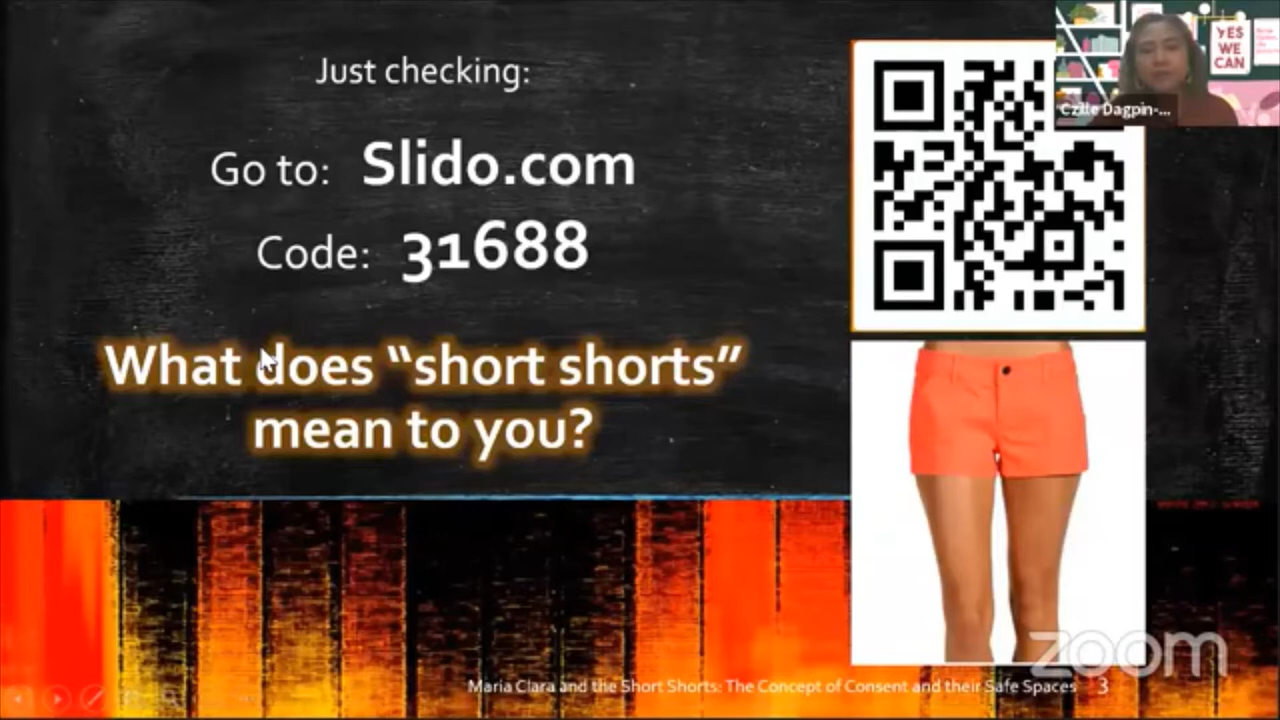 Just checking:
Go to: Slido.com
Code: 31688
What does “short shorts”
mean to you?
YES
WE
CAN
Czille Dagpin-...
zoom
Maria Clara and the Short Shorts: The Concept of Consent and their Safe Spaces 3